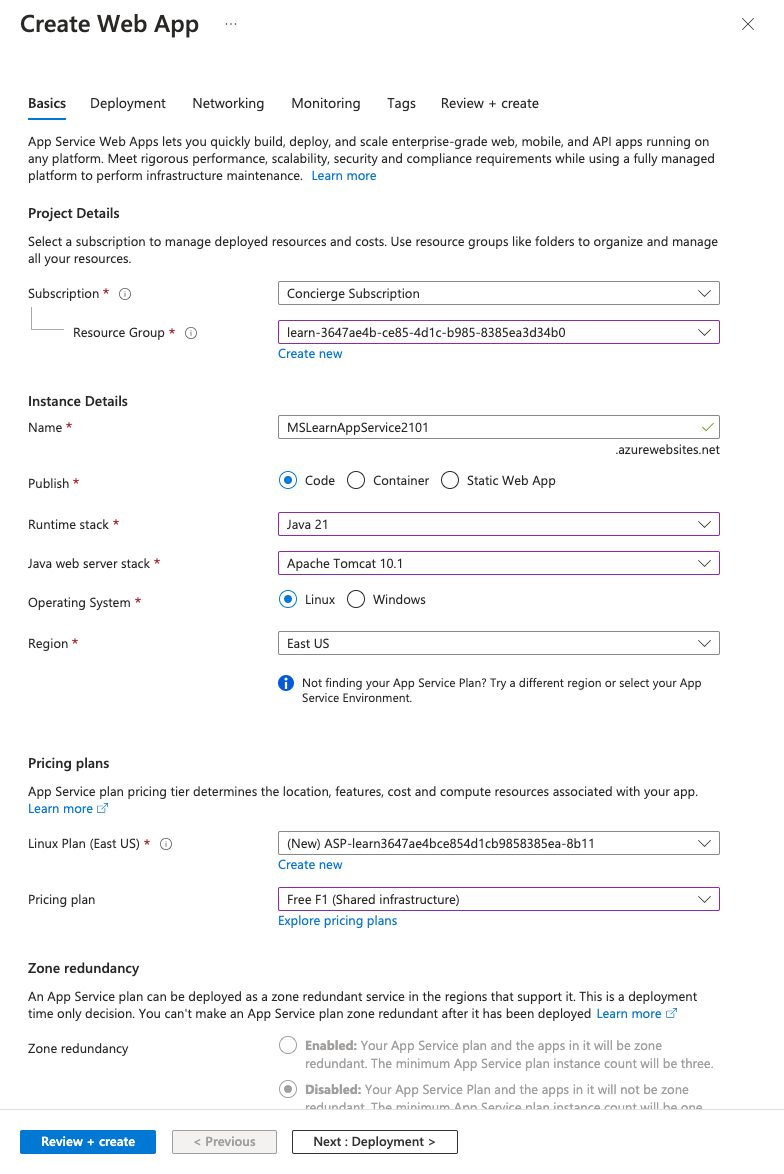 Create Web App ...
Basics Deployment Networking Monitoring Tags Review + create
App Service Web Apps lets you quickly build, deploy, and scale enterprise-grade web, mobile, and API apps running on
any platform. Meet rigorous performance, scalability, security and compliance requirements while using a fully managed
platform to perform infrastructure maintenance. Learn more
Project Details
Select a subscription to manage deployed resources and costs. Use resource groups like folders to organize and manage
all your resources.
Subscription * Concierge Subscription
Resource Group * learn-3647ae4b-ce85-4d1c-b985-8385ea3d34b0
Create new
Instance Details
Name * MSLearnAppService2101
.azurewebsites.net
Publish * Code Container Static Web App
Runtime stack * Java 21
Java web server stack * Apache Tomcat 10.1
Operating System * Linux Windows
Region * East US
Not finding your App Service Plan? Try a different region or select your App
Service Environment.
Pricing plans
App Service plan pricing tier determines the location, features, cost and compute resources associated with your app.
Learn more
Linux Plan (East US) * (New) ASP-learn3647ae4bce854d1cb9858385ea-8b11
Create new
Pricing plan Free F1 (Shared infrastructure)
Explore pricing plans
Zone redundancy
An App Service plan can be deployed as a zone redundant service in the regions that support it. This is a deployment
time only decision. You can't make an App Service plan zone redundant after it has been deployed Learn more
Zone redundancy Enabled: Your App Service plan and the apps in it will be zone
redundant. The minimum App Service plan instance count will be three.
Disabled: Your App Service Plan and the apps in it will not be zone
redundant. The minimum App Service plan instance count will be one.
Review + create < Previous Next : Deployment >